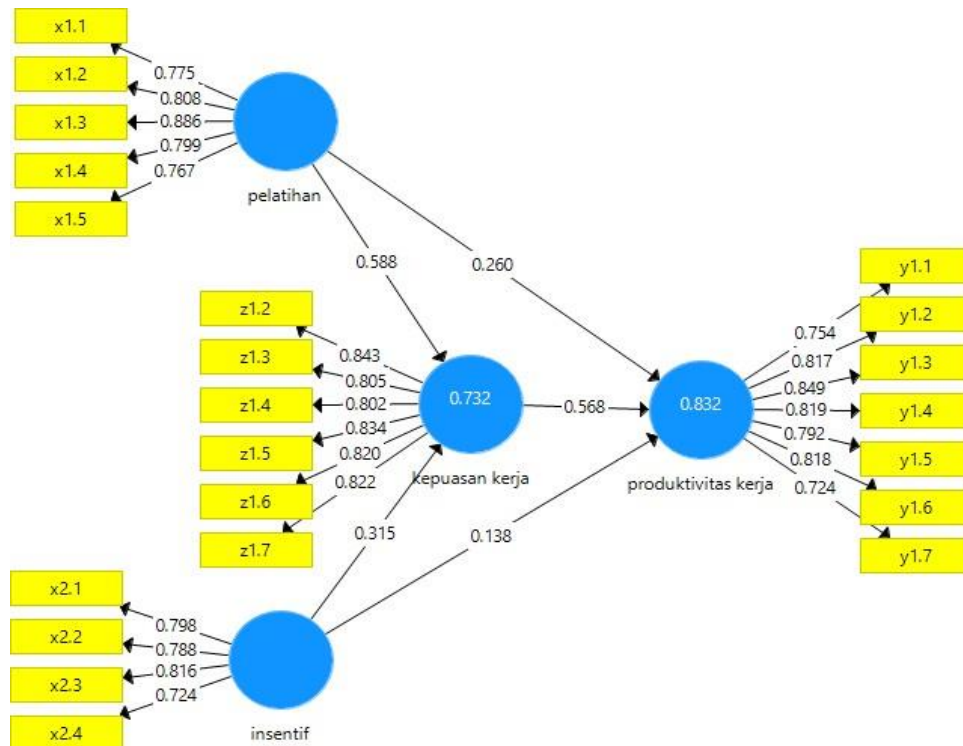 x1.1
x1.2
x1.3
x1.4
x1.5
0.775
0.808
0.886
0.799
0.767
pelatihan
0.588
0.260
z1.2
z1.3
z1.4
z1.5
z1.6
z1.7
0.843
0.805
0.802
0.834
0.820
0.822
0.732
kepuasan kerja
0.568
0.832
produktivitas kerja
0.754
0.817
0.849
0.819
0.792
0.818
0.724
y1.1
y1.2
y1.3
y1.4
y1.5
y1.6
y1.7
0.315
0.138
x2.1
x2.2
x2.3
x2.4
0.798
0.788
0.816
0.724
insentif